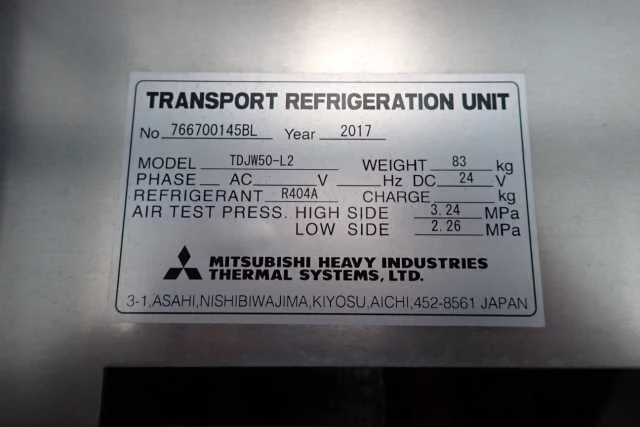 TRANSPORT REFRIGERATION UNIT
No 766700145BL Year 2017
MODEL TDJW50-L2 WEIGHT 83 kg
PHASE AC V Hz DC 24 V
REFRIGERANT R404A CHARGE kg
AIR TEST PRESS. HIGH SIDE 3.24 MPa
LOW SIDE 2.26 MPa
MITSUBISHI HEAVY INDUSTRIES
THERMAL SYSTEMS, LTD.
3-1,ASAHI,NISHIBIWAJIMA,KIYOSU,AICHI,452-8561 JAPAN